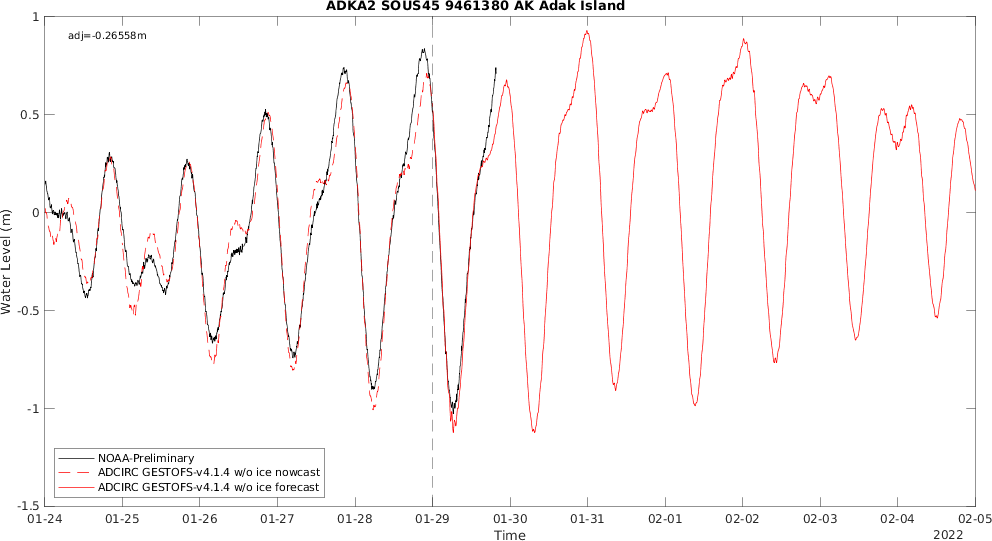 ADKA2 SOUS45 9461380 AK Adak Island
adj=-0.26558m
1
0.5
0
-0.5
-1
-1.5
Water Level (m)
NOAA-Preliminary
ADCIRC GESTOFS-v4.1.4 w/o ice nowcast
ADCIRC GESTOFS-v4.1.4 w/o ice forecast
01-24 01-25 01-26 01-27 01-28 01-29 01-30 01-31 02-01 02-02 02-03 02-04 02-05
Time
2022